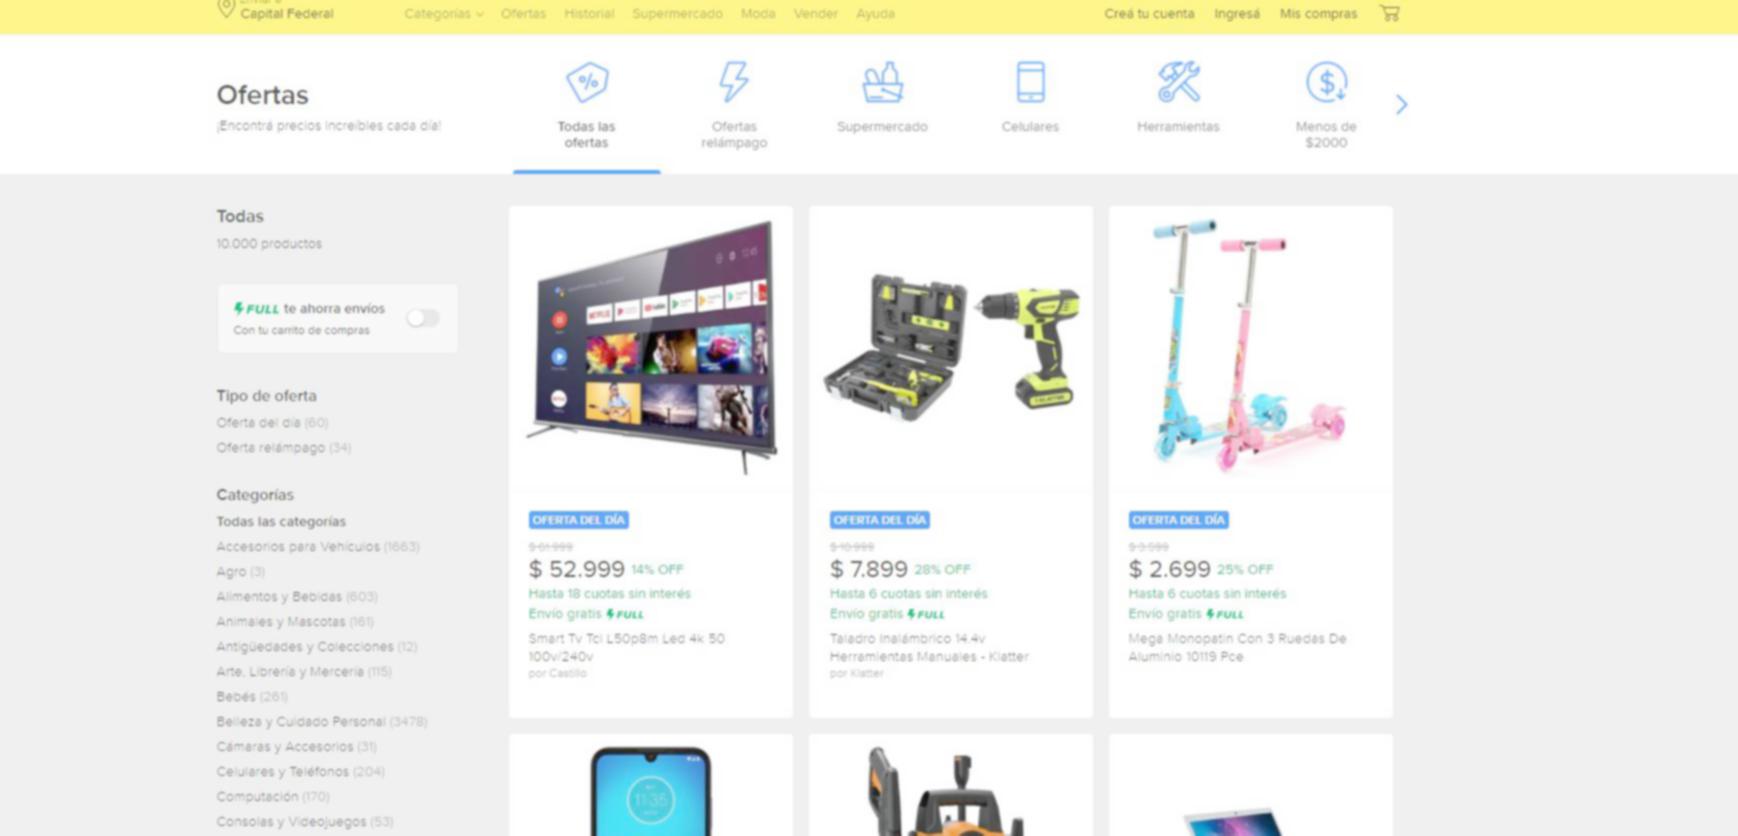 Capital Federal
Categorías Ofertas Historial Supermercado Moda Vender Ayuda
Creá tu cuenta Ingresá Mis compras
Ofertas
¡Encontrá precios increíbles cada día!
Todas las
ofertas
Ofertas
relámpago
Supermercado
Celulares
Herramientas
Menos de
$2000
Todas
10.000 productos
FULL te ahorra envíos
Con tu carrito de compras
Tipo de oferta
Oferta del día (60)
Oferta relámpago (34)
Categorías
Todas las categorías
Accesorios para Vehículos (1663)
Agro (3)
Alimentos y Bebidas (603)
Animales y Mascotas (161)
Antigüedades y Colecciones (12)
Arte, Librería y Mercería (115)
Bebés (261)
Belleza y Cuidado Personal (3478)
Cámaras y Accesorios (31)
Celulares y Teléfonos (204)
Computación (170)
Consolas y Videojuegos (53)
12:45
NETFLIX
OFERTA DEL DÍA
$ 61.999
$ 52.999 14% OFF
Hasta 18 cuotas sin interés
Envío gratis FULL
Smart Tv Tcl L50p8m Led 4k 50
100v/240v
por Castillo
OFERTA DEL DÍA
$ 10.999
$ 7.899 28% OFF
Hasta 6 cuotas sin interés
Envío gratis FULL
Taladro Inalámbrico 14.4v
Herramientas Manuales - Klatter
por Klatter
OFERTA DEL DÍA
$ 3.599
$ 2.699 25% OFF
Hasta 6 cuotas sin interés
Envío gratis FULL
Mega Monopatín Con 3 Ruedas De
Aluminio 10119 Pce
11:35